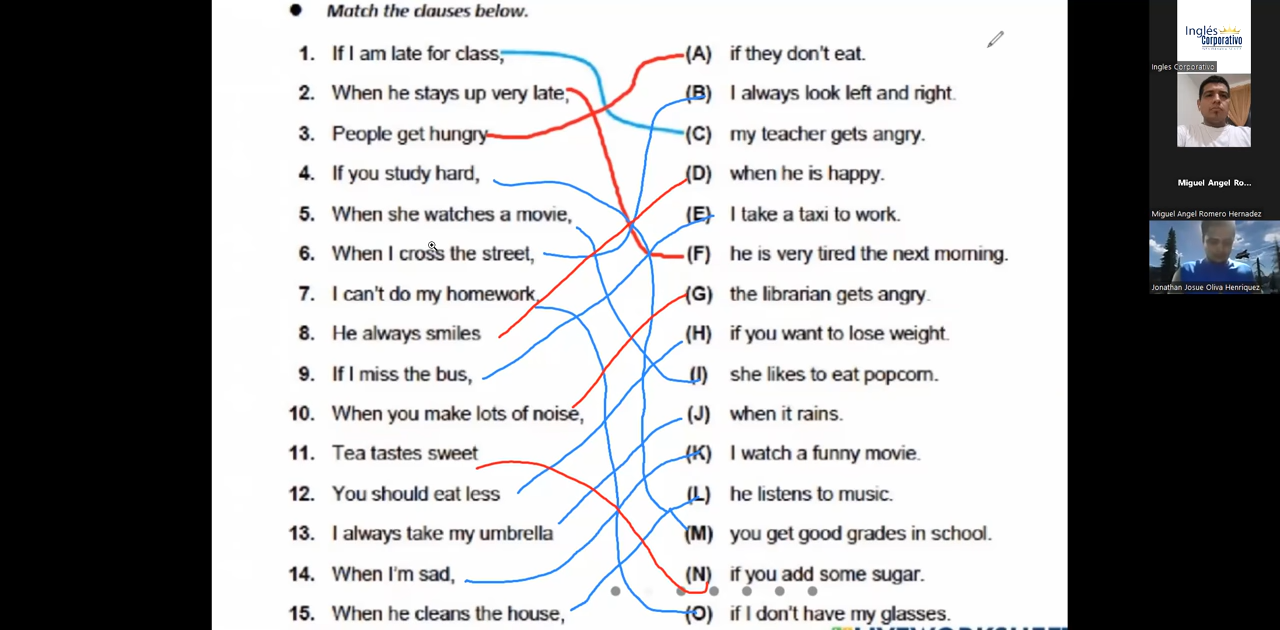 Match the clauses below.
1. If I am late for class,
2. When he stays up very late,
3. People get hungry
4. If you study hard,
5. When she watches a movie,
6. When I cross the street,
7. I can't do my homework
8. He always smiles
9. If I miss the bus,
10. When you make lots of noise,
11. Tea tastes sweet
12. You should eat less
13. I always take my umbrella
14. When I'm sad,
15. When he cleans the house,
(A) if they don't eat.
(B) I always look left and right.
(C) my teacher gets angry.
(D) when he is happy.
(E) I take a taxi to work.
(F) he is very tired the next morning.
(G) the librarian gets angry.
(H) if you want to lose weight.
(I) she likes to eat popcorn.
(J) when it rains.
(K) I watch a funny movie.
(L) he listens to music.
(M) you get good grades in school.
(N) if you add some sugar.
(O) if I don't have my glasses.
Inglés
Corporativo
Ingles Corporativo
Miguel Angel Ro...
Miguel Angel Romero Hernadez
Jonathan Josue Oliva Henriquez